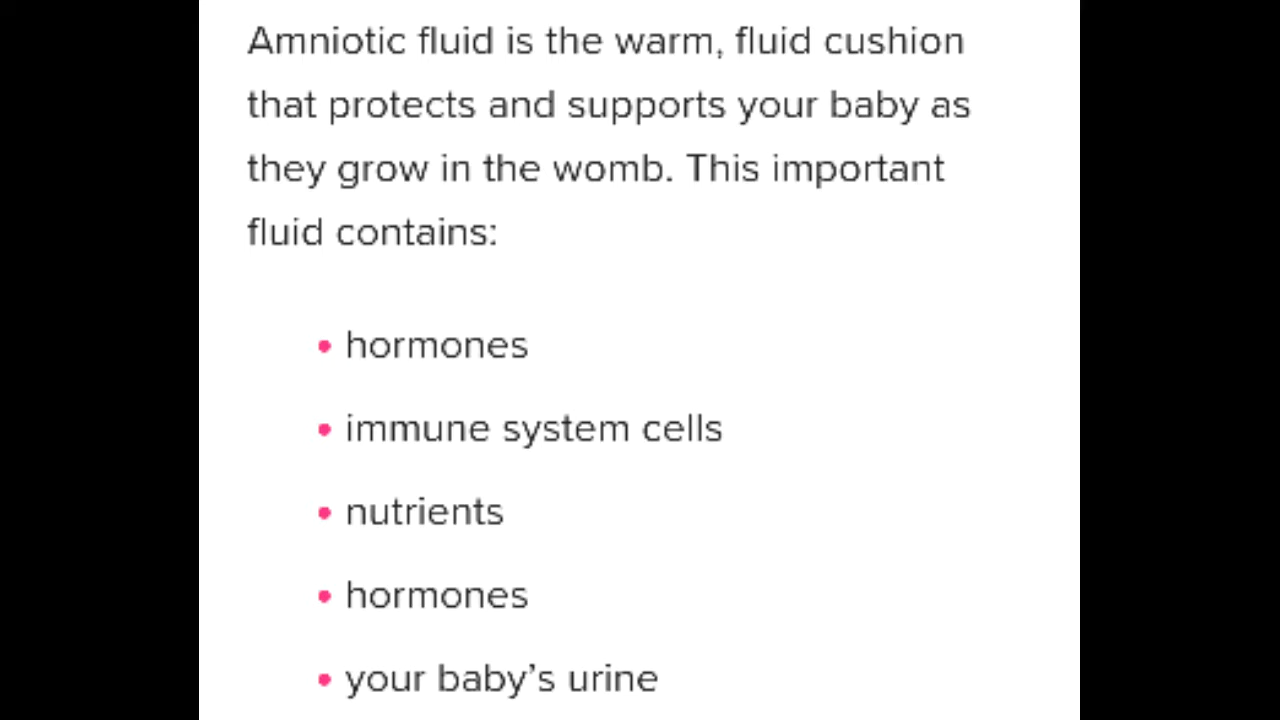 Amniotic fluid is the warm, fluid cushion
that protects and supports your baby as
they grow in the womb. This important
fluid contains:
• hormones
• immune system cells
• nutrients
• hormones
• your baby’s urine